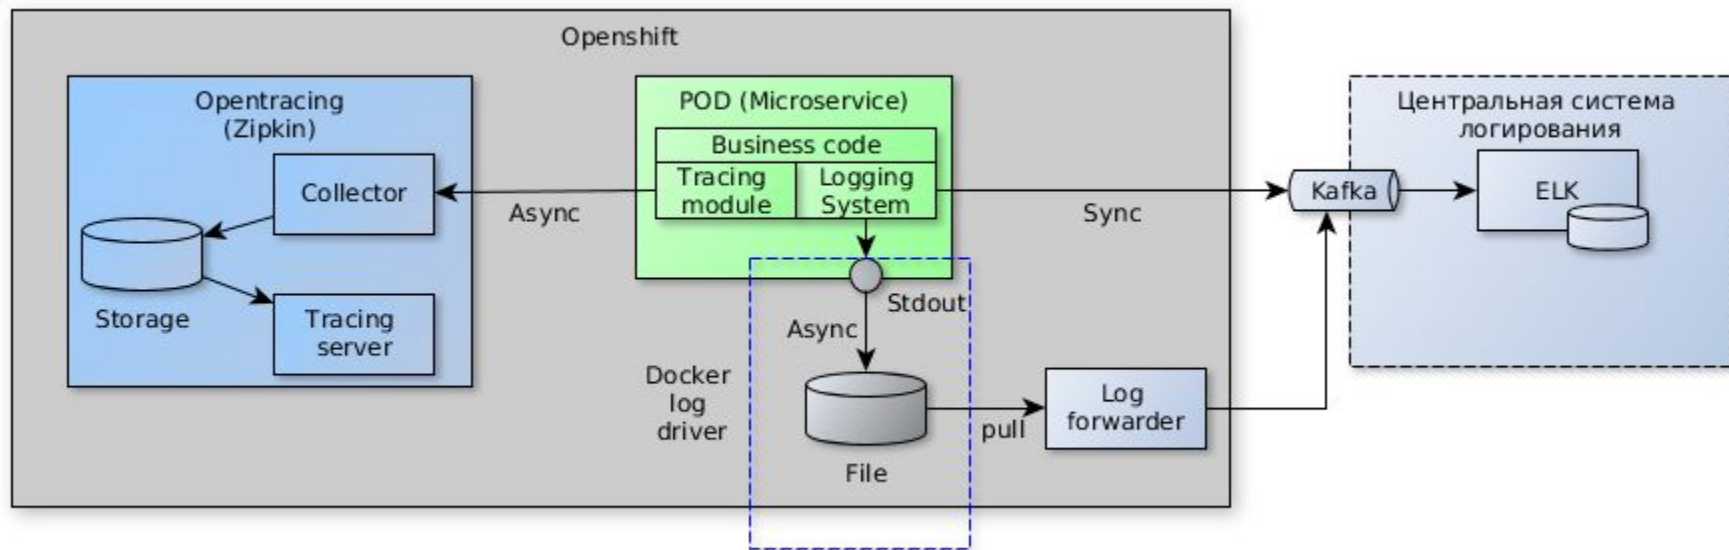 Openshift
Opentracing
(Zipkin)
Collector
Storage
Tracing
server
Async
POD (Microservice)
Business code
Tracing
module
Logging
System
Stdout
Async
Docker
log
driver
File
pull
Log
forwarder
Sync
Kafka
Центральная система
логирования
ELK